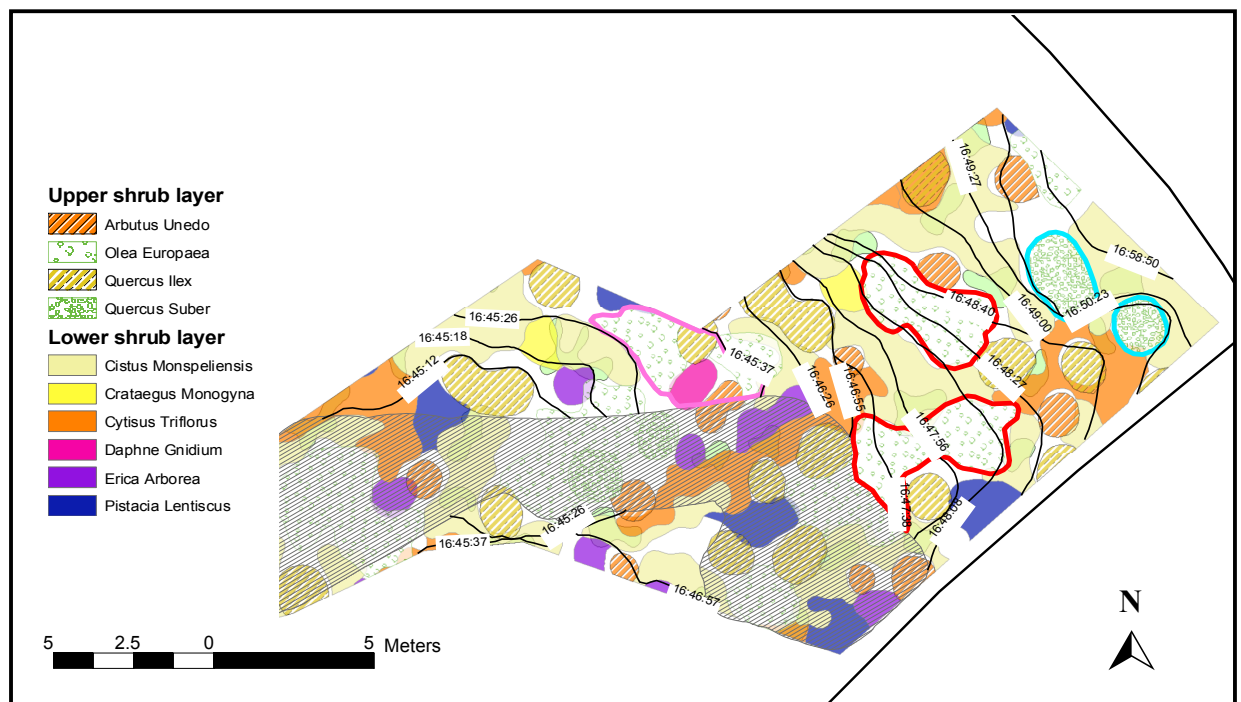 Upper shrub layer
Arbutus Unedo
Olea Europaea
Quercus Ilex
Quercus Suber
Lower shrub layer
Cistus Monspeliensis
Crataegus Monogyna
Cytisus Triflorus
Daphne Gnidium
Erica Arborea
Pistacia Lentiscus
16:49:27
16:58:50
16:50:23
16:49:00
16:48:40
16:48:27
16:45:26
16:45:18
16:45:12
16:45:37
16:46:26
16:46:55
16:47:56
16:47:38
16:48:08
16:45:26
16:45:37
16:46:57
5 2.5 0 5 Meters
N